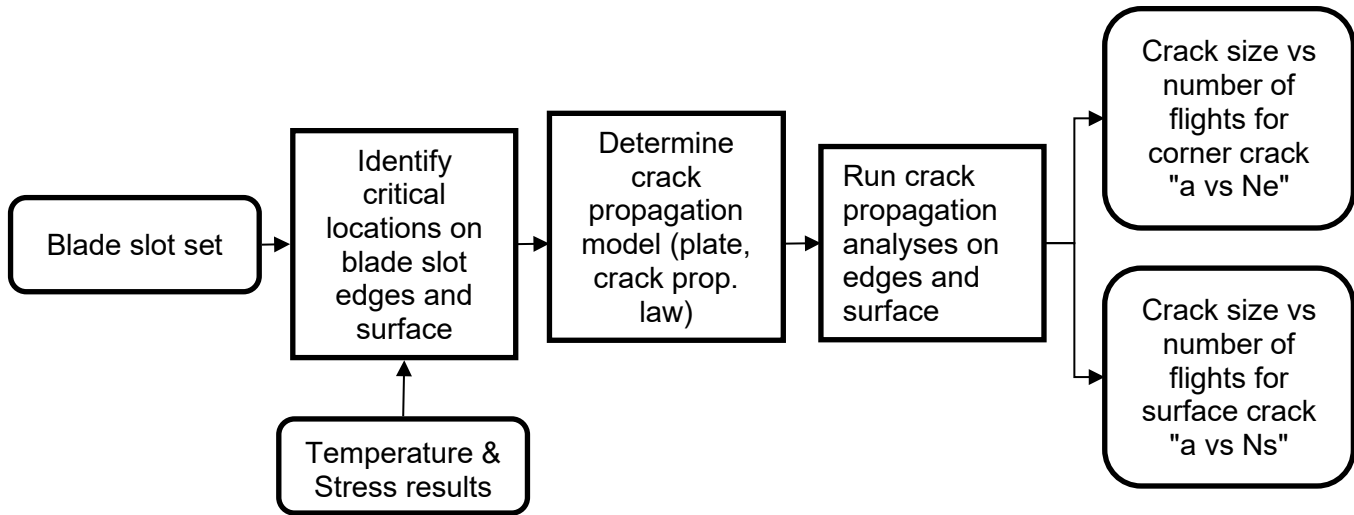 Blade slot set
Identify
critical
locations on
blade slot
edges and
surface
Temperature &
Stress results
Determine
crack
propagation
model (plate,
crack prop.
law)
Run crack
propagation
analyses on
edges and
surface
Crack size vs
number of
flights for
corner crack
"a vs Ne"
Crack size vs
number of
flights for
surface crack
"a vs Ns"